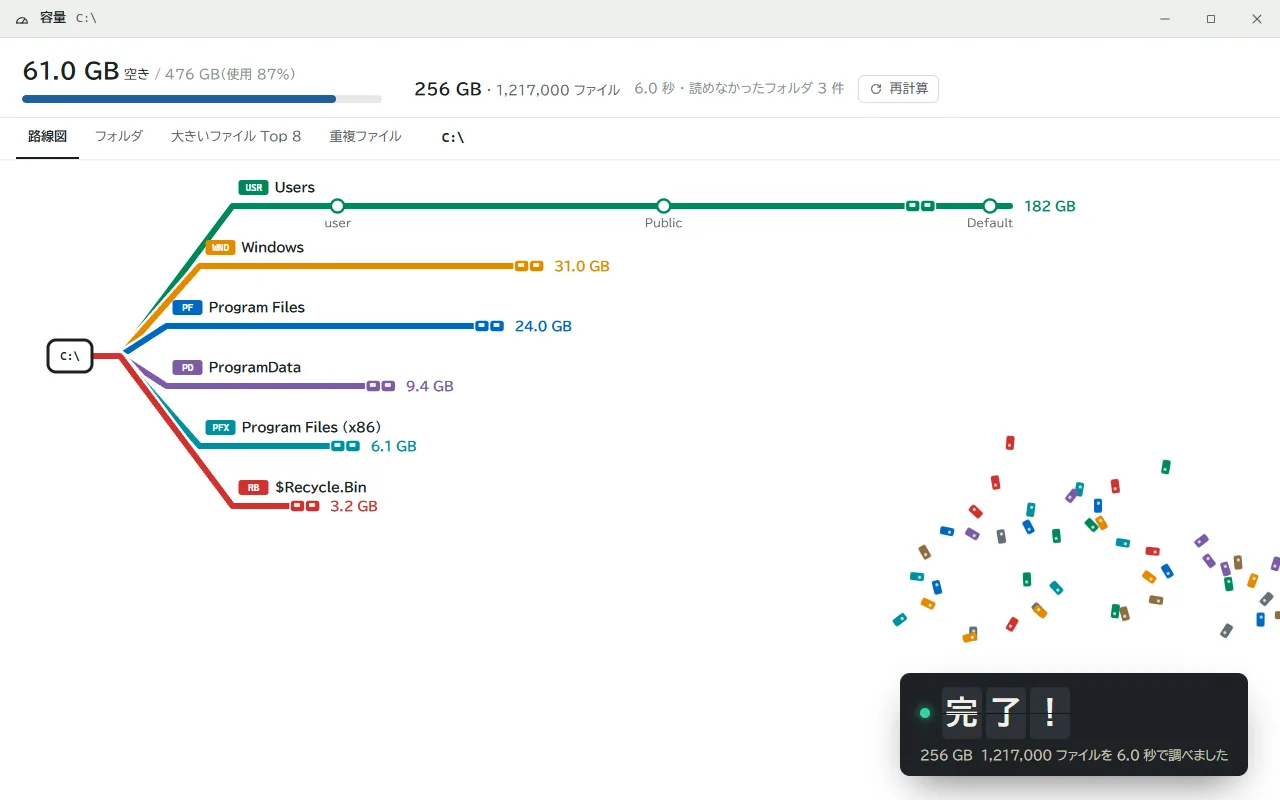 容量 C:\
61.0 GB 空き / 476 GB(使用 87%)
256 GB · 1,217,000 ファイル 6.0 秒・読めなかったフォルダ 3 件 再計算
路線図 フォルダ 大きいファイル Top 8 重複ファイル C:\
USR Users
user Public Default 182 GB
WND Windows
31.0 GB
PF Program Files
24.0 GB
C:\
PD ProgramData
9.4 GB
PFX Program Files (x86)
6.1 GB
RB $Recycle.Bin
3.2 GB
完了!
256 GB 1,217,000 ファイルを 6.0 秒で調べました